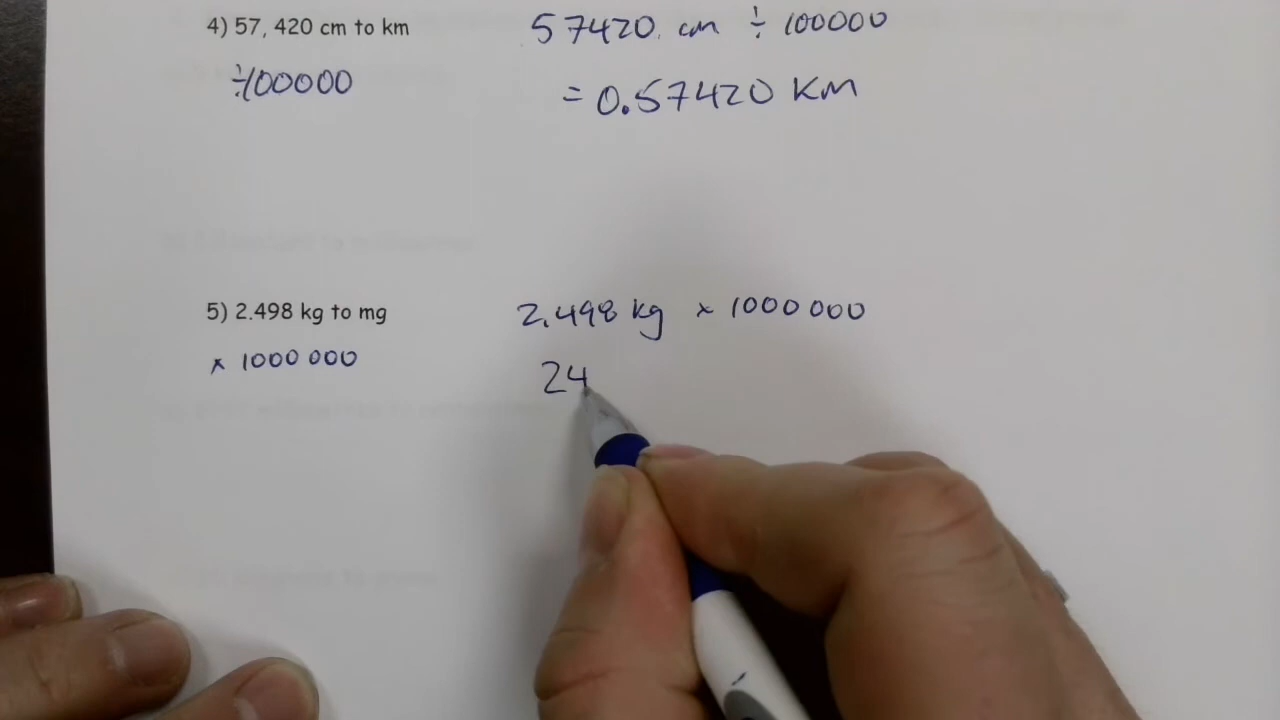 4) 57, 420 cm to km
57420. cm ÷ 100000
÷100000
= 0.57420 KM
5) 2.498 kg to mg
2.498 kg × 1000 000
× 1000 000
24